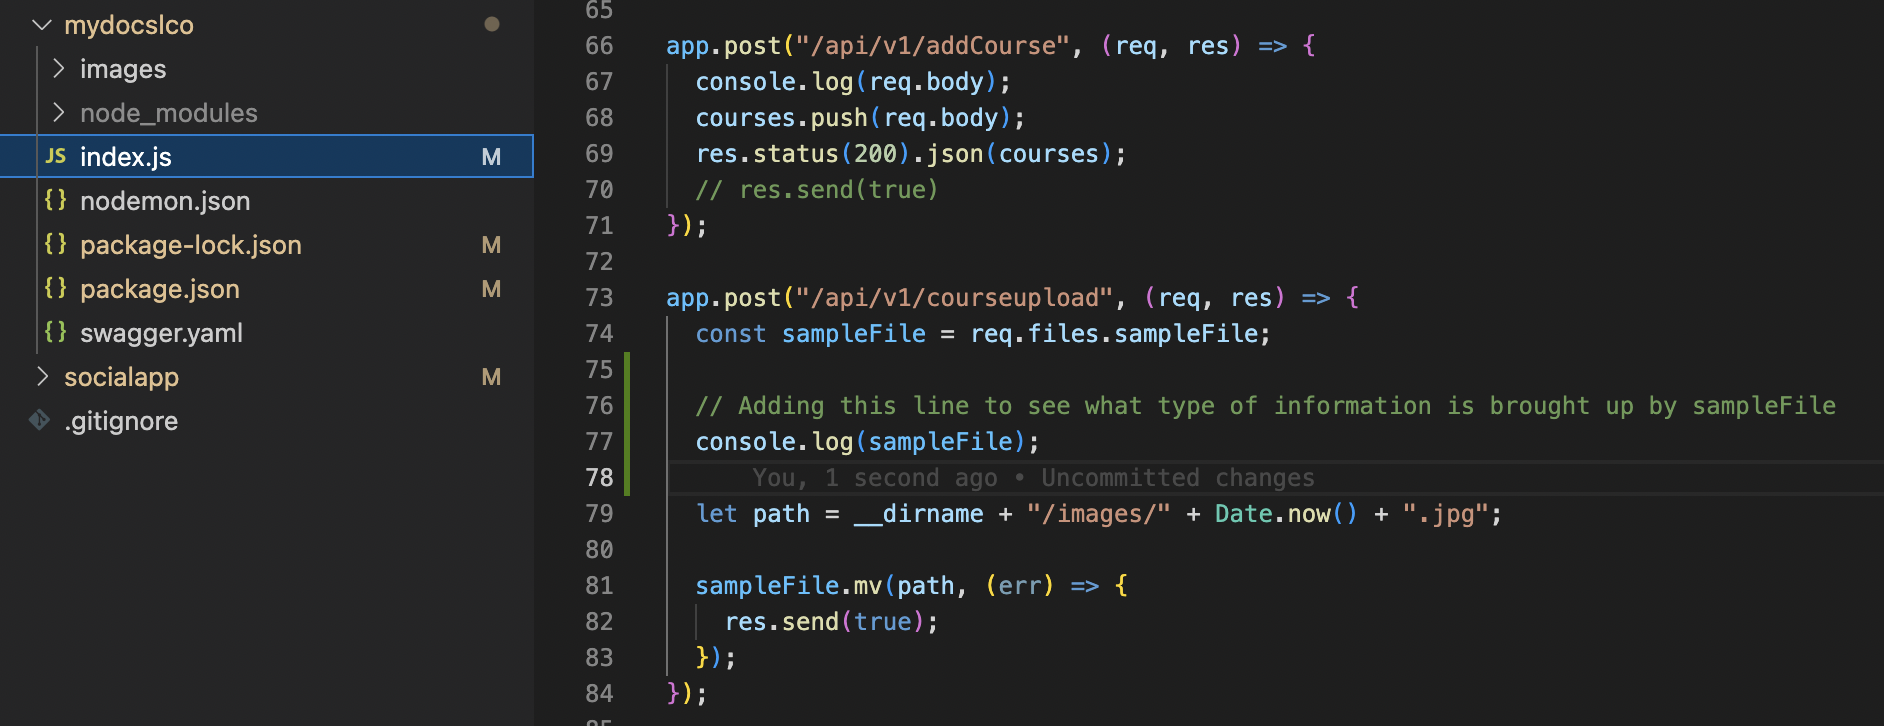 mydocslco
images
node_modules
JS index.js M
{} nodemon.json
{} package-lock.json M
{} package.json M
{} swagger.yaml
socialapp M
.gitignore
65
66 app.post("/api/v1/addCourse", (req, res) => {
67 console.log(req.body);
68 courses.push(req.body);
69 res.status(200).json(courses);
70 // res.send(true)
71 });
72
73 app.post("/api/v1/courseupload", (req, res) => {
74 const sampleFile = req.files.sampleFile;
75
76 // Adding this line to see what type of information is brought up by sampleFile
77 console.log(sampleFile);
78 You, 1 second ago • Uncommitted changes
79 let path = __dirname + "/images/" + Date.now() + ".jpg";
80
81 sampleFile.mv(path, (err) => {
82 res.send(true);
83 });
84 });
85